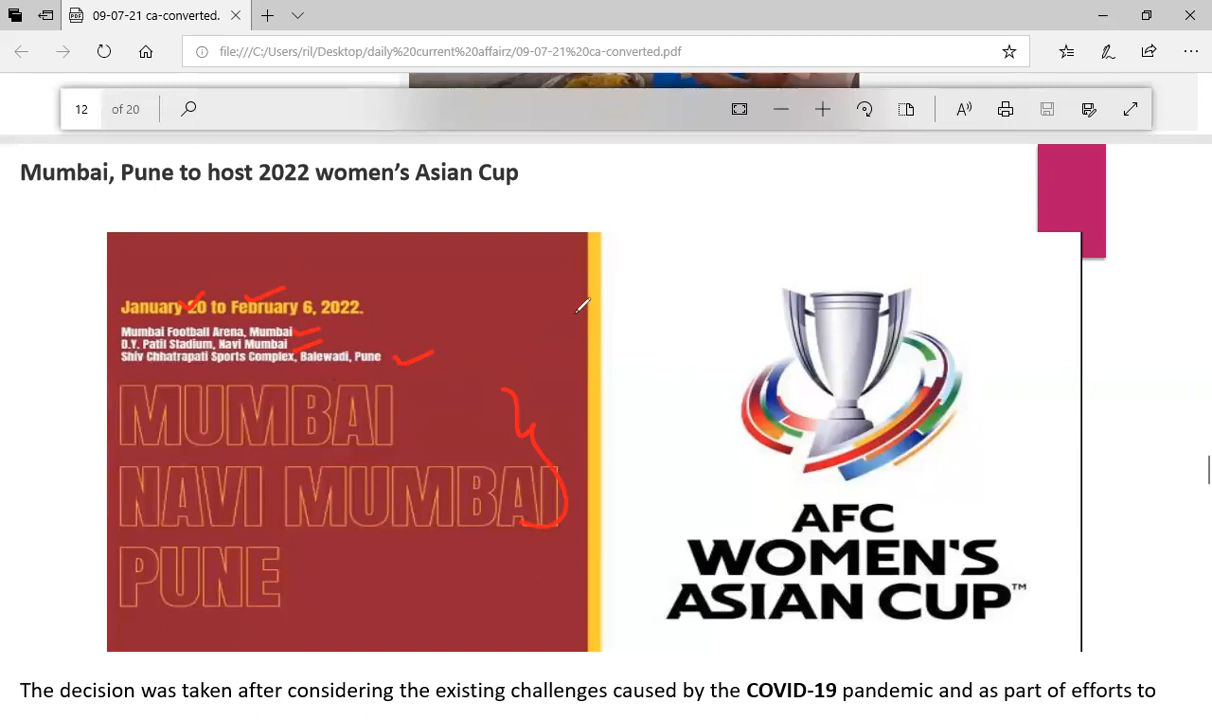 09-07-21 ca-converted.
file:///C:/Users/ril/Desktop/daily%20current%20affairz/09-07-21%20ca-converted.pdf
12 of 20
Mumbai, Pune to host 2022 women’s Asian Cup
January 20 to February 6, 2022.
Mumbai Football Arena, Mumbai
D.Y. Patil Stadium, Navi Mumbai
Shiv Chhatrapati Sports Complex, Balewadi, Pune
MUMBAI
NAVI MUMBAI
PUNE
AFC
WOMEN'S
ASIAN CUP™
The decision was taken after considering the existing challenges caused by the COVID-19 pandemic and as part of efforts to